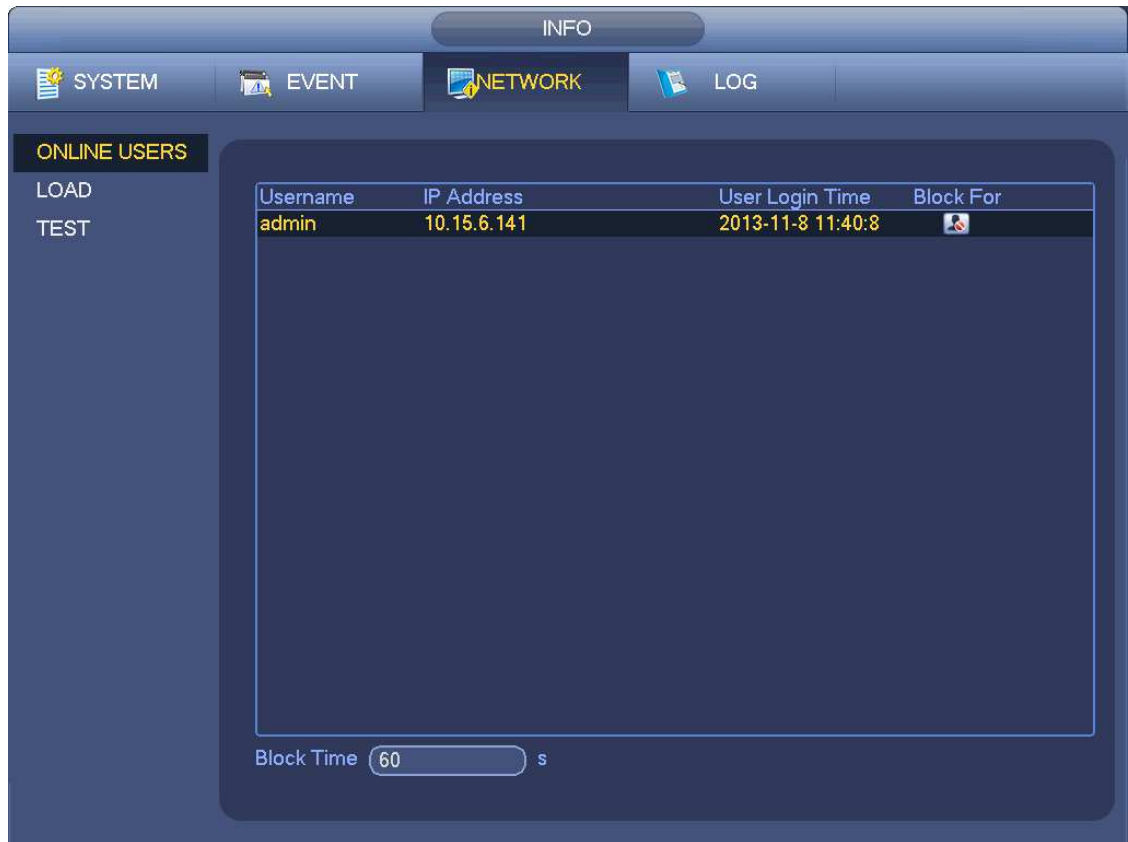 INFO
SYSTEM EVENT NETWORK LOG
ONLINE USERS
LOAD
TEST
Username IP Address User Login Time Block For
admin 10.15.6.141 2013-11-8 11:40:8
Block Time 60 s